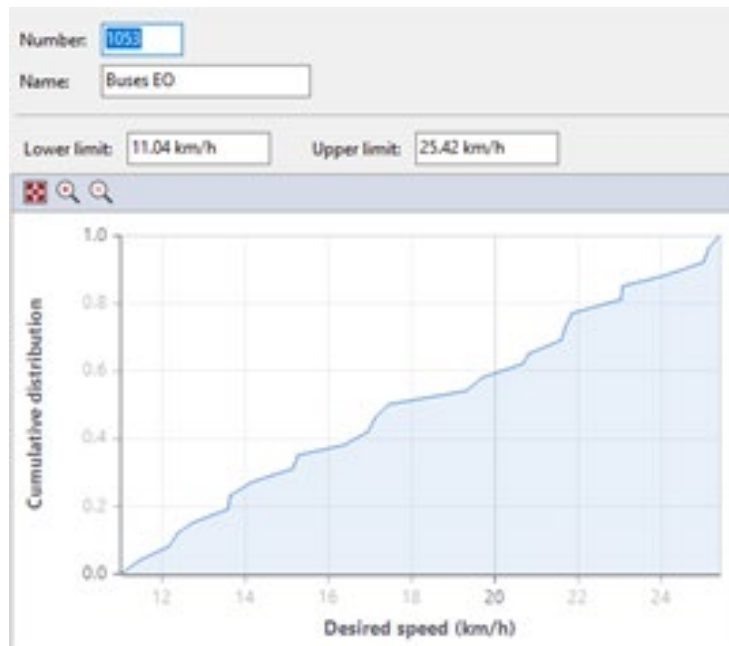 Number: 1053
Name: Buses EO
Lower limit: 11.04 km/h Upper limit: 25.42 km/h
1.0
0.8
0.6
0.4
0.2
0.0
Cumulative distribution
12 14 16 18 20 22 24
Desired speed (km/h)